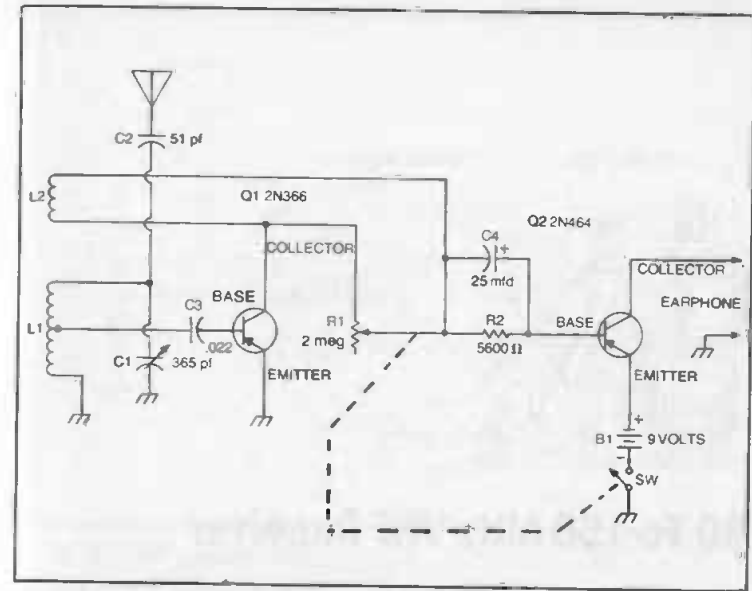 C2
51 pf
L2
Q1 2N366
COLLECTOR
C4
+
25 mfd
Q2 2N464
COLLECTOR
EARPHONE
L1
C3
.022
BASE
R1
2 meg
R2
5600 Ω
BASE
C1
365 pf
EMITTER
EMITTER
+
B1
9 VOLTS
-
SW